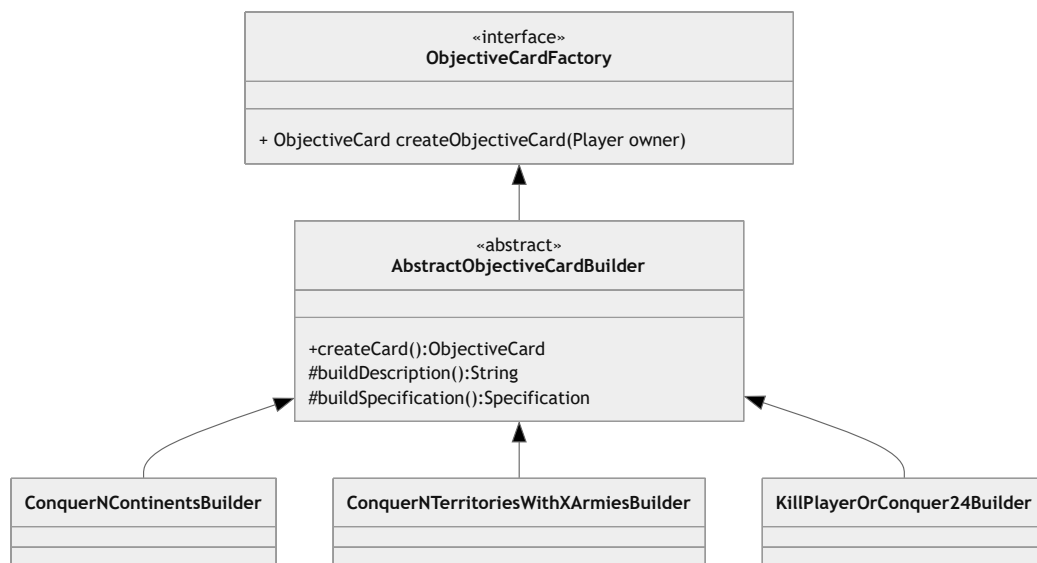 «interface»
ObjectiveCardFactory
+ ObjectiveCard createObjectiveCard(Player owner)
«abstract»
AbstractObjectiveCardBuilder
+createCard():ObjectiveCard
#buildDescription():String
#buildSpecification():Specification
ConquerNContinentsBuilder
ConquerNTerritoriesWithXArmiesBuilder
KillPlayerOrConquer24Builder